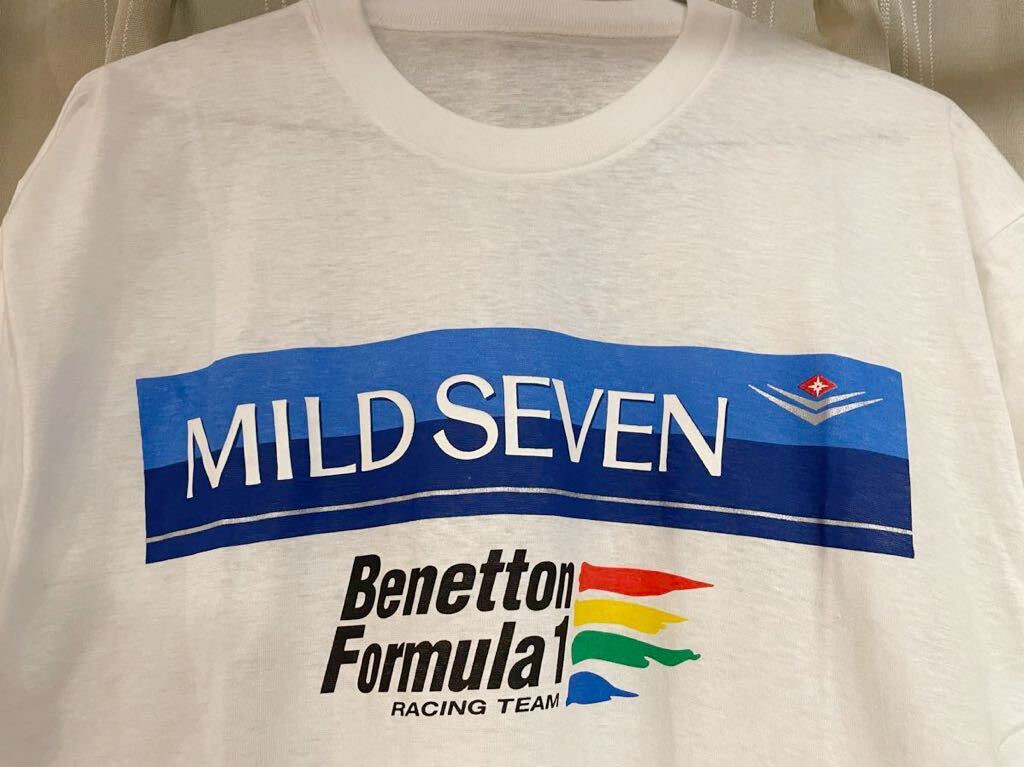 MILD SEVEN
Benetton
Formula 1
RACING TEAM